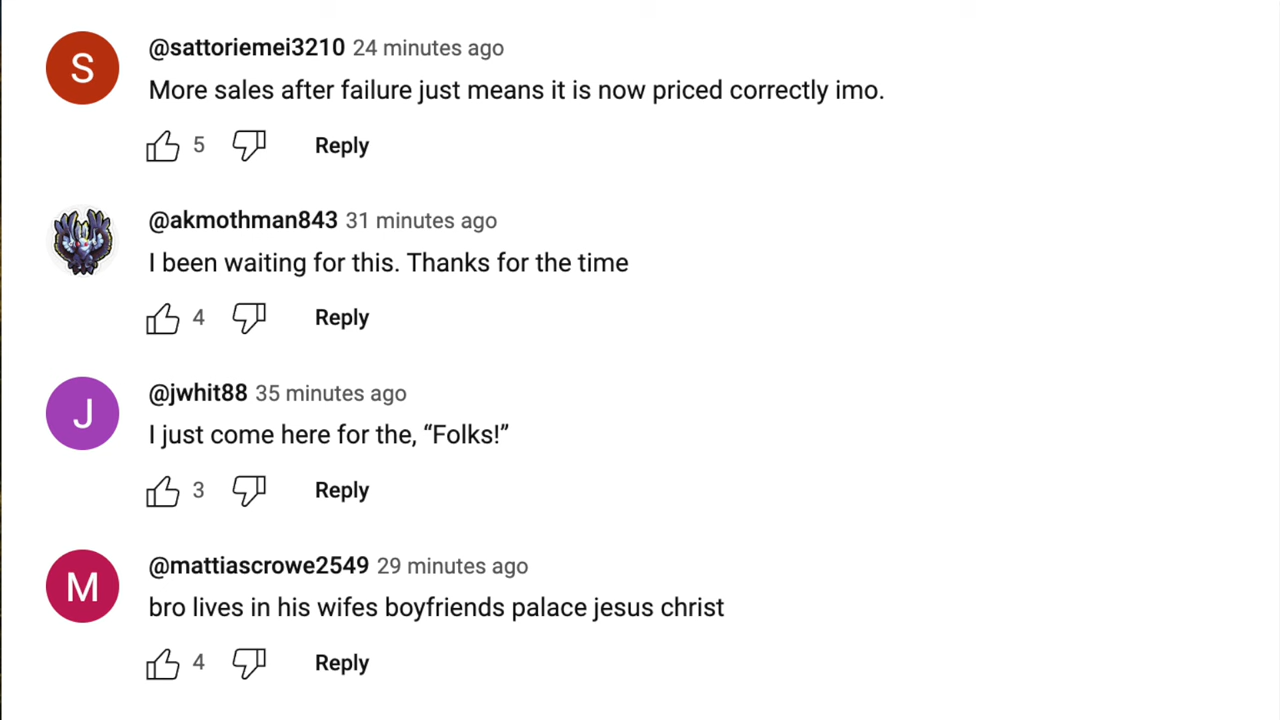 S
@sattoriemei3210 24 minutes ago
More sales after failure just means it is now priced correctly imo.
5 Reply
@akmothman843 31 minutes ago
I been waiting for this. Thanks for the time
4 Reply
J
@jwhit88 35 minutes ago
I just come here for the, “Folks!”
3 Reply
M
@mattiascrowe2549 29 minutes ago
bro lives in his wifes boyfriends palace jesus christ
4 Reply